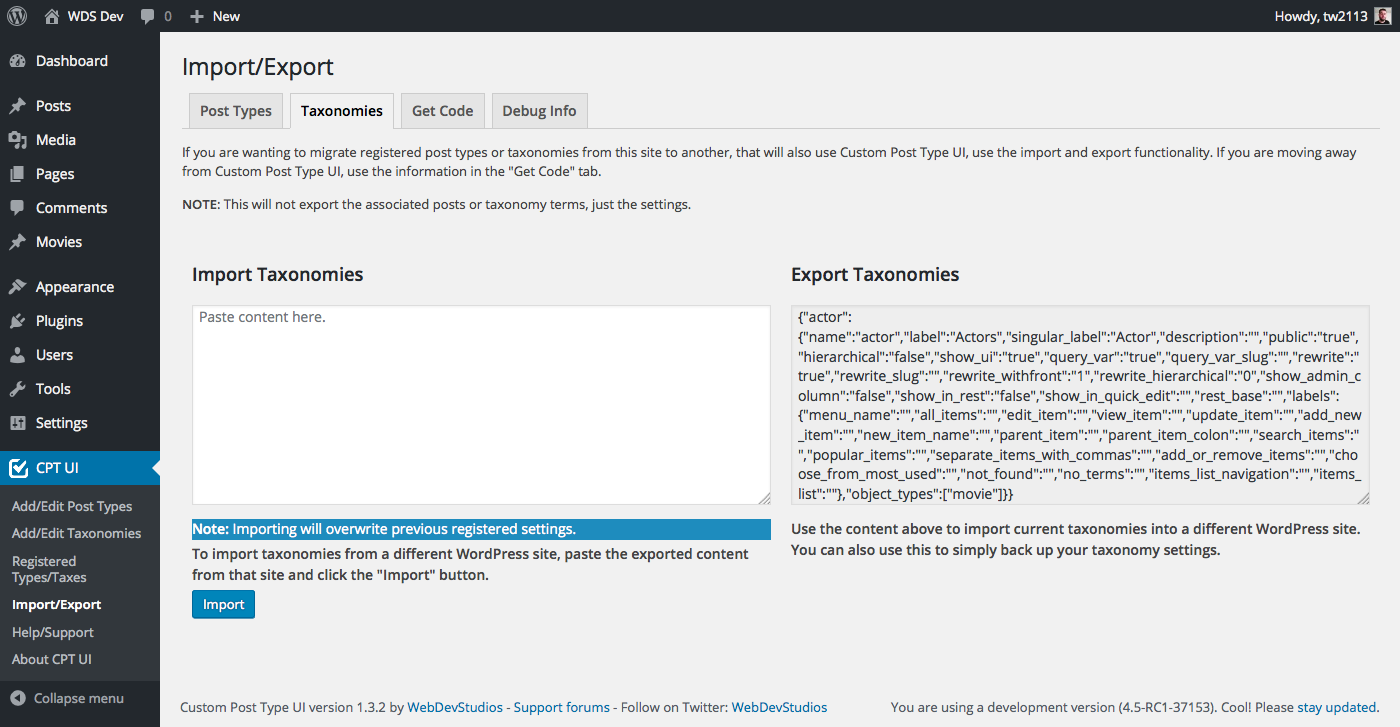 WDS Dev 0 New Howdy, tw2113
Dashboard
Posts
Media
Pages
Comments
Movies
Appearance
Plugins
Users
Tools
Settings
CPT UI
Add/Edit Post Types
Add/Edit Taxonomies
Registered
Types/Taxes
Import/Export
Help/Support
About CPT UI
Collapse menu
Import/Export
Post Types Taxonomies Get Code Debug Info
If you are wanting to migrate registered post types or taxonomies from this site to another, that will also use Custom Post Type UI, use the import and export functionality. If you are moving away
from Custom Post Type UI, use the information in the "Get Code" tab.
NOTE: This will not export the associated posts or taxonomy terms, just the settings.
Import Taxonomies
Paste content here.
Note: Importing will overwrite previous registered settings.
To import taxonomies from a different WordPress site, paste the exported content
from that site and click the "Import" button.
Import
Export Taxonomies
{"actor":
{"name":"actor","label":"Actors","singular_label":"Actor","description":"","public":"true",
"hierarchical":"false","show_ui":"true","query_var":"true","query_var_slug":"","rewrite":"
true","rewrite_slug":"","rewrite_withfront":"1","rewrite_hierarchical":"0","show_admin_c
olumn":"false","show_in_rest":"false","show_in_quick_edit":"","rest_base":"","labels":
{"menu_name":"","all_items":"","edit_item":"","view_item":"","update_item":"","add_new
_item":"","new_item_name":"","parent_item":"","parent_item_colon":"","search_items":"
","popular_items":"","separate_items_with_commas":"","add_or_remove_items":"","cho
ose_from_most_used":"","not_found":"","no_terms":"","items_list_navigation":"","items_
list":""},"object_types":["movie"]}}
Use the content above to import current taxonomies into a different WordPress site.
You can also use this to simply back up your taxonomy settings.
Custom Post Type UI version 1.3.2 by WebDevStudios - Support forums - Follow on Twitter: WebDevStudios
You are using a development version (4.5-RC1-37153). Cool! Please stay updated.